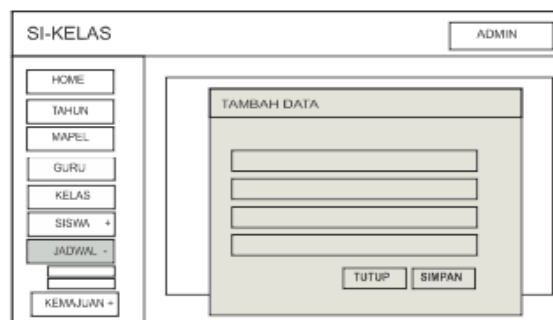 SI-KELAS
ADMIN
HOME
TAHUN
MAPEL
GURU
KELAS
SISWA +
JADWAL -
KEMAJUAN +
TAMBAH DATA
TUTUP
SIMPAN